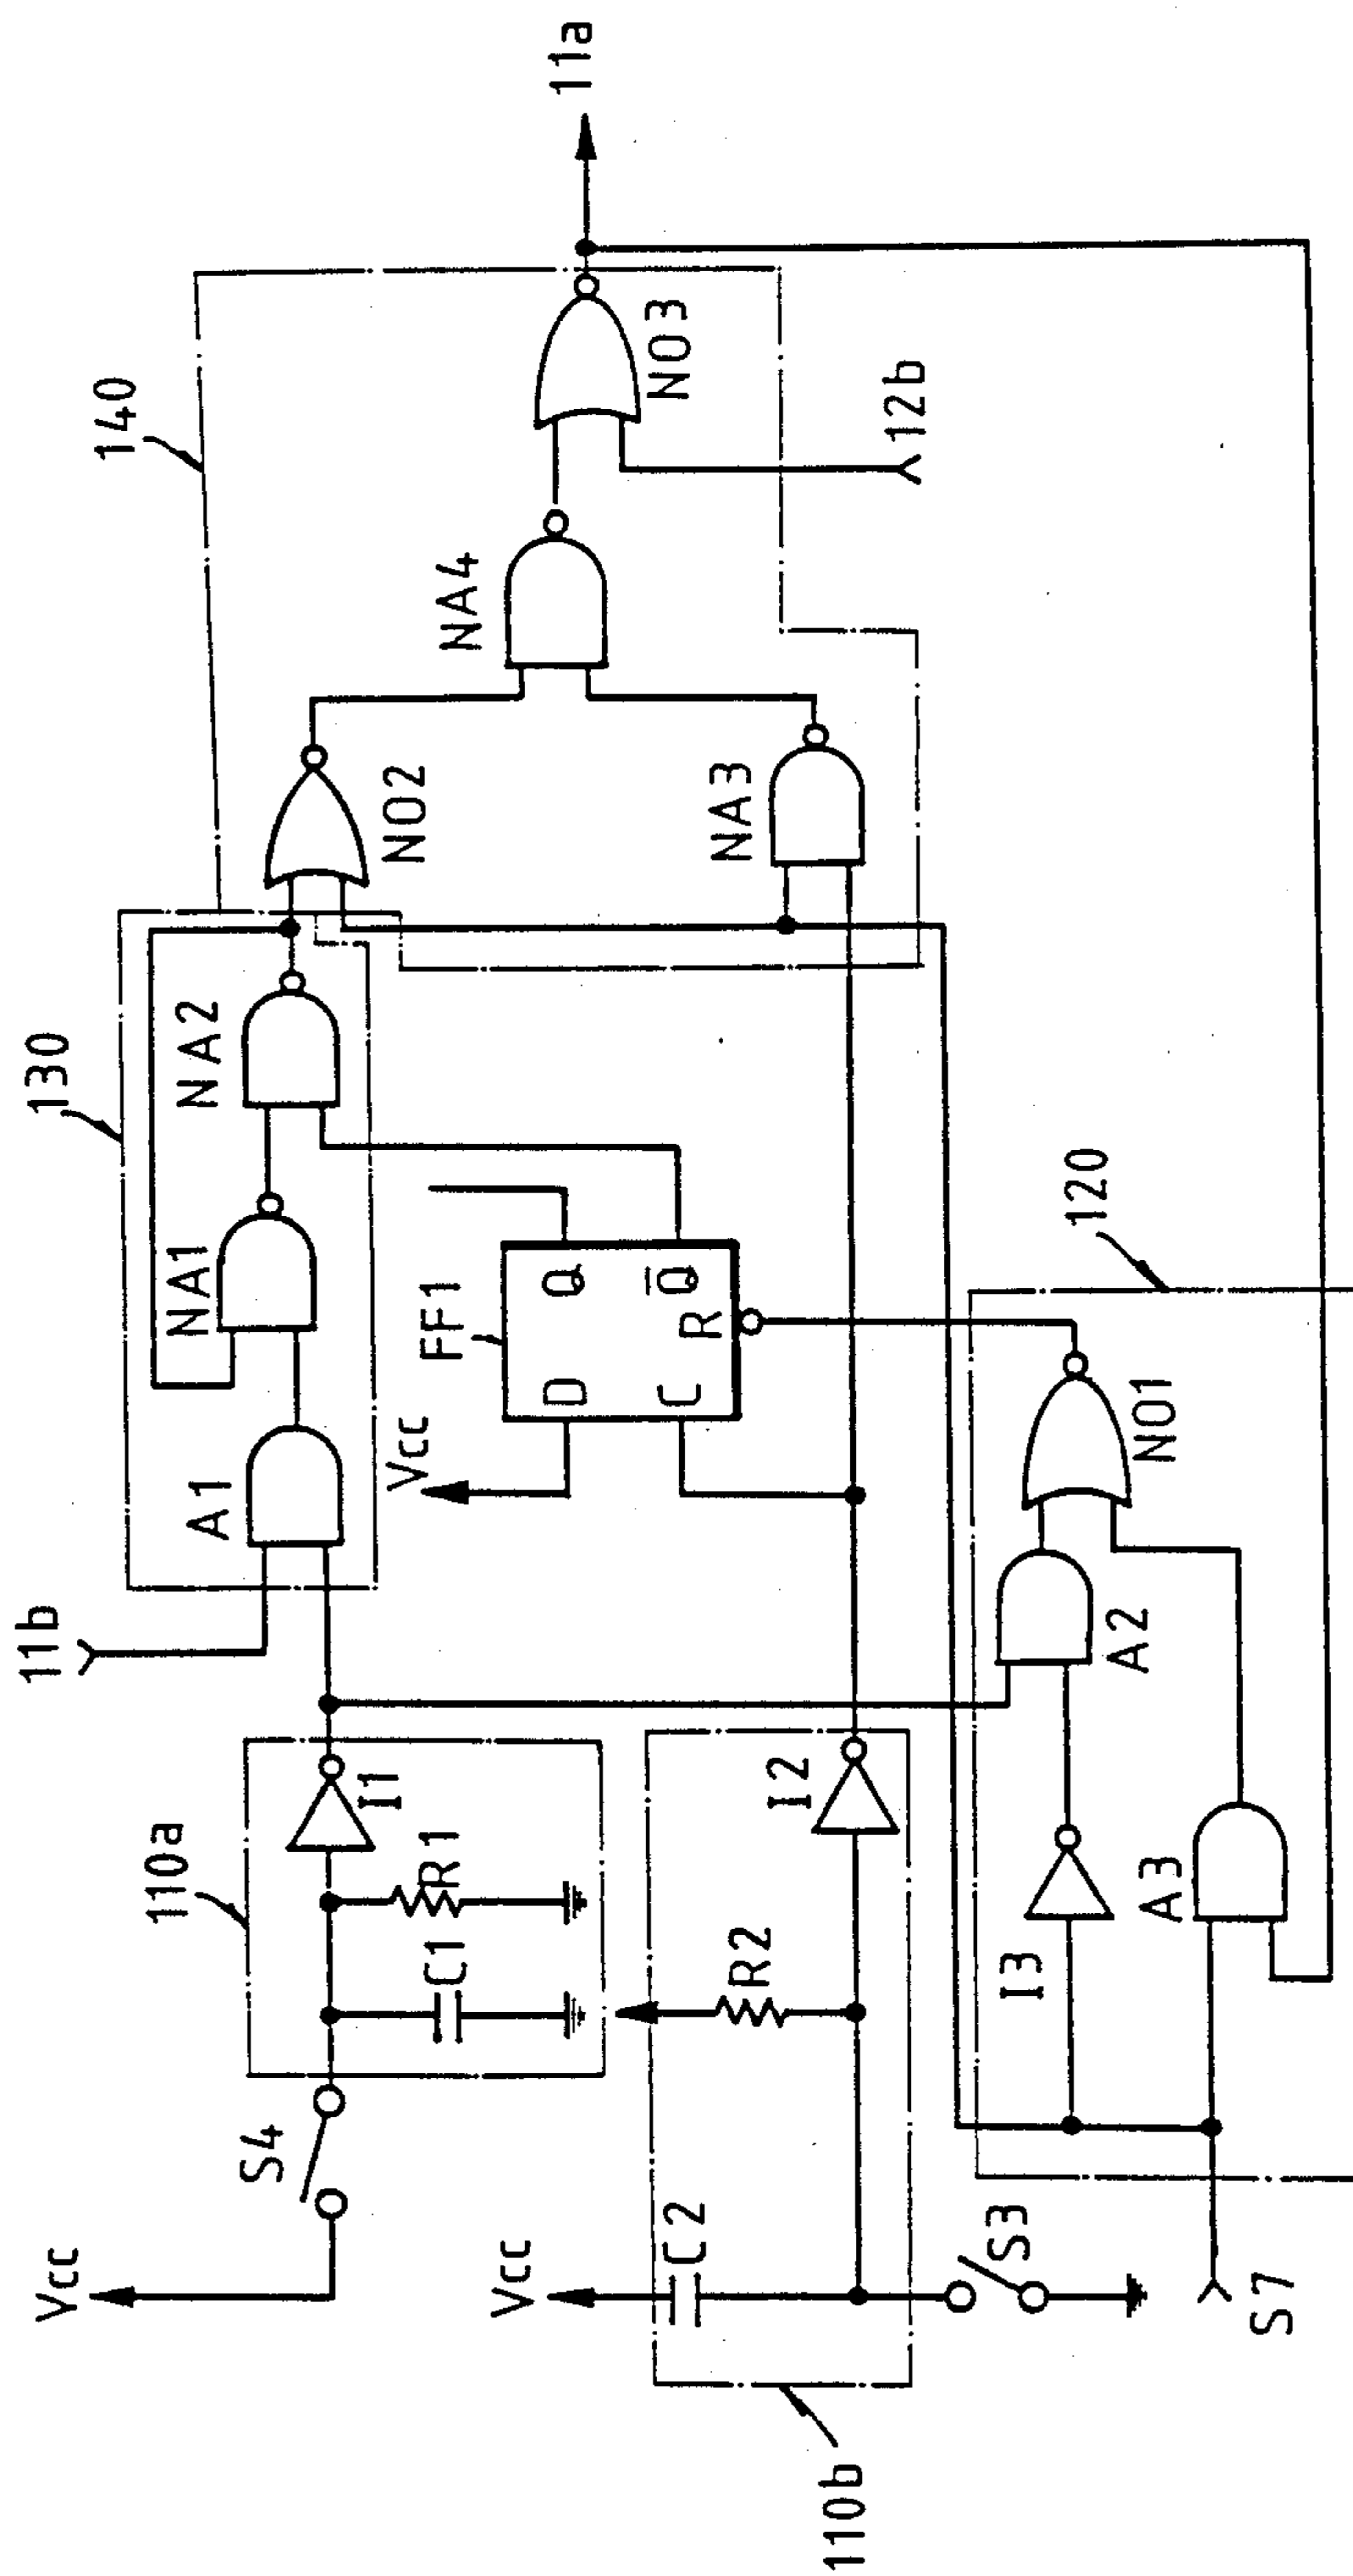 140
11a
130
NA2
NA4
NO3
NO2
12b
NA1
NA3
11b
A1
Vcc
FF1
D
Q
C
R
Q̅
120
110a
I1
R1
C1
S4
Vcc
I2
R2
NO1
A2
I3
A3
Vcc
C2
S3
S7
110b